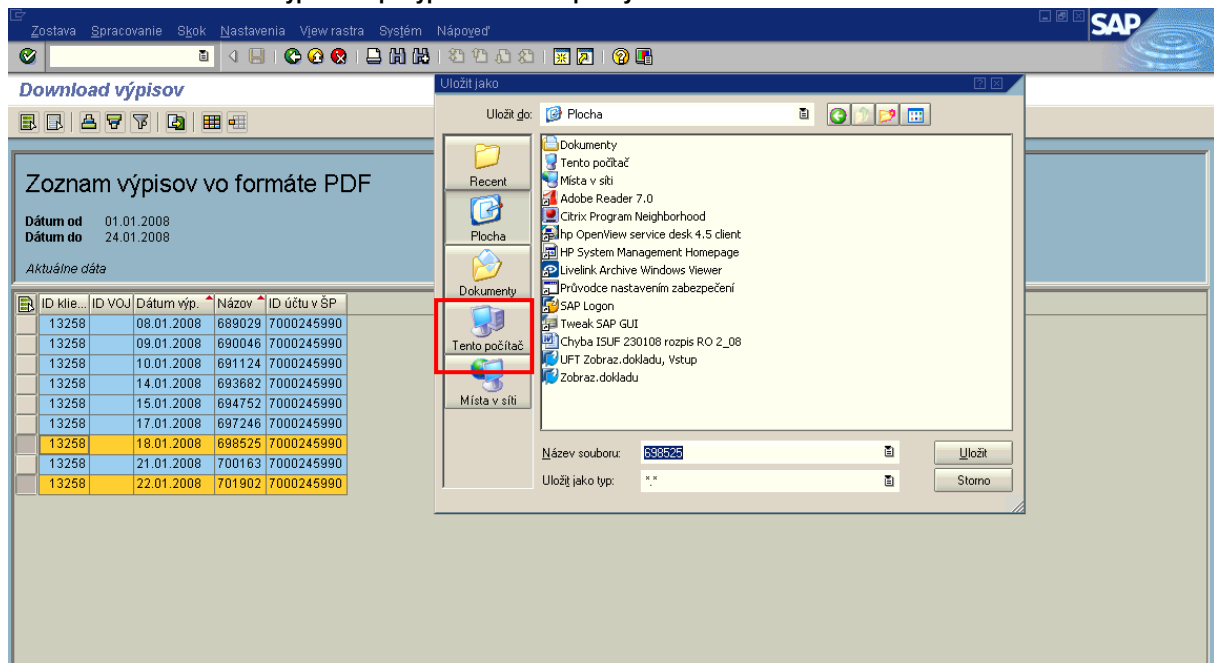 Zostava Spracovanie Skok Nastavenia View rastra Systém Nápoveď
SAP
Download výpisov
Zoznam výpisov vo formáte PDF
Dátum od 01.01.2008
Dátum do 24.01.2008
Aktuálne dáta
ID klie... ID VOJ Dátum výp. Názov ID účtu v ŠP
13258 08.01.2008 689029 7000245990
13258 09.01.2008 690046 7000245990
13258 10.01.2008 691124 7000245990
13258 14.01.2008 693682 7000245990
13258 15.01.2008 694752 7000245990
13258 17.01.2008 697246 7000245990
13258 18.01.2008 698525 7000245990
13258 21.01.2008 700163 7000245990
13258 22.01.2008 701902 7000245990
Uložit jako
Uložit do: Plocha
Recent
Plocha
Dokumenty
Tento počítač
Místa v síti
Dokumenty
Tento počítač
Místa v síti
Adobe Reader 7.0
Citrix Program Neighborhood
hp OpenView service desk 4.5 client
HP System Management Homepage
Livelink Archive Windows Viewer
Průvodce nastavením zabezpečení
SAP Logon
Tweak SAP GUI
Chyba ISUF 230108 rozpis RO 2_08
UFT Zobraz.dokladu, Vstup
Zobraz.dokladu
Název souboru: 698525 Uložit
Uložit jako typ: *.* Storno